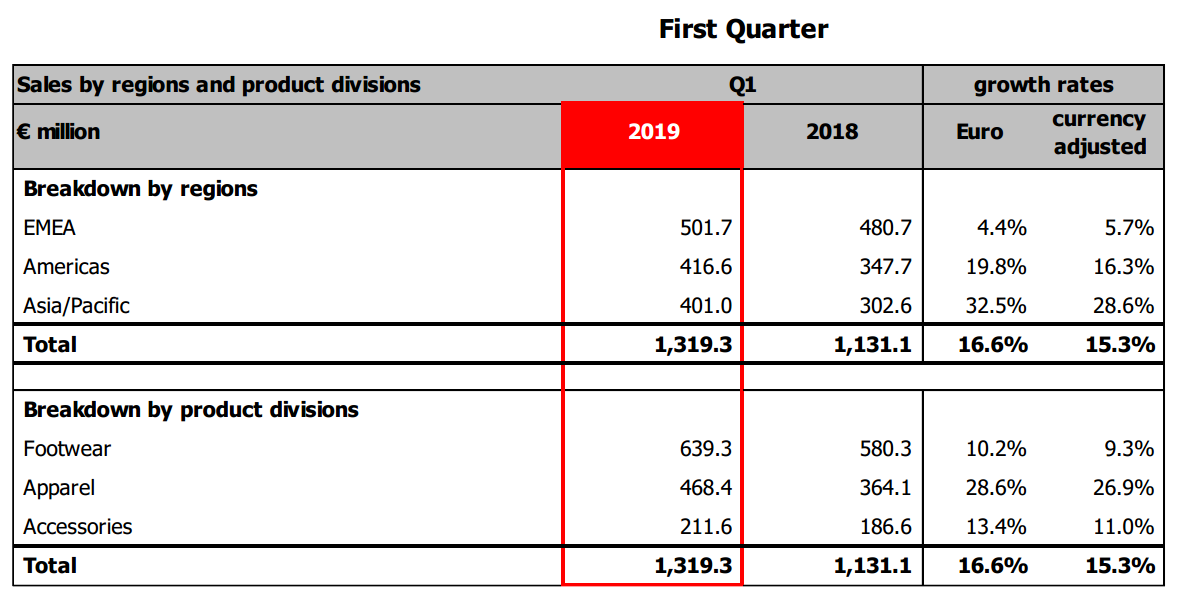 First Quarter
Sales by regions and product divisions Q1 growth rates
€ million 2019 2018 Euro currency adjusted
Breakdown by regions
EMEA 501.7 480.7 4.4% 5.7%
Americas 416.6 347.7 19.8% 16.3%
Asia/Pacific 401.0 302.6 32.5% 28.6%
Total 1,319.3 1,131.1 16.6% 15.3%
Breakdown by product divisions
Footwear 639.3 580.3 10.2% 9.3%
Apparel 468.4 364.1 28.6% 26.9%
Accessories 211.6 186.6 13.4% 11.0%
Total 1,319.3 1,131.1 16.6% 15.3%